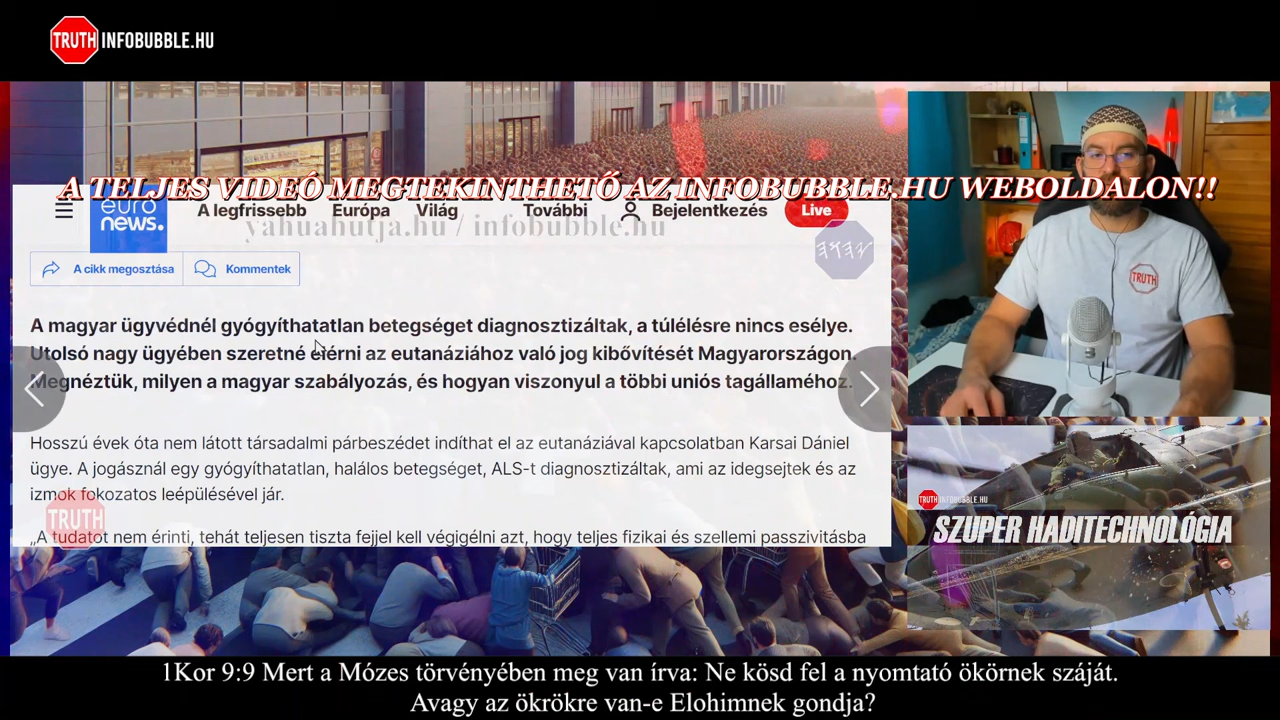 TRUTH INFOBUBBLE.HU
A TELJES VIDEÓ MEGTEKINTHETŐ AZ INFOBUBBLE.HU WEBOLDALON!!
euro
news.
A legfrissebb Európa Világ További Bejelentkezés Live
yahuahutja.hu / infobubble.hu
A cikk megosztása Kommentek
A magyar ügyvédnél gyógyíthatatlan betegséget diagnosztizáltak, a túlélésre nincs esélye.
Utolsó nagy ügyében szeretné elérni az eutanáziához való jog kibővítését Magyarországon.
Megnéztük, milyen a magyar szabályozás, és hogyan viszonyul a többi uniós tagállaméhoz.
Hosszú évek óta nem látott társadalmi párbeszédet indíthat el az eutanáziával kapcsolatban Karsai Dániel
ügye. A jogásznál egy gyógyíthatatlan, halálos betegséget, ALS-t diagnosztizáltak, ami az idegsejtek és az
izmok fokozatos leépülésével jár.
„A tudatot nem érinti, tehát teljesen tiszta fejjel kell végigélni azt, hogy teljes fizikai és szellemi passzivitásba
TRUTH
TRUTH
TRUTH INFOBUBBLE.HU
SZUPER HADITECHNOLÓGIA
1Kor 9:9 Mert a Mózes törvényében meg van írva: Ne kösd fel a nyomtató ökörnek száját.
Avagy az ökrökre van-e Elohimnek gondja?